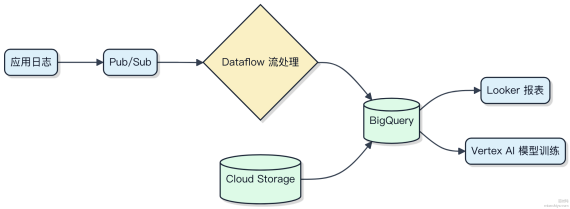 应用日志
Pub/Sub
Dataflow 流处理
BigQuery
Cloud Storage
Looker 报表
Vertex AI 模型训练